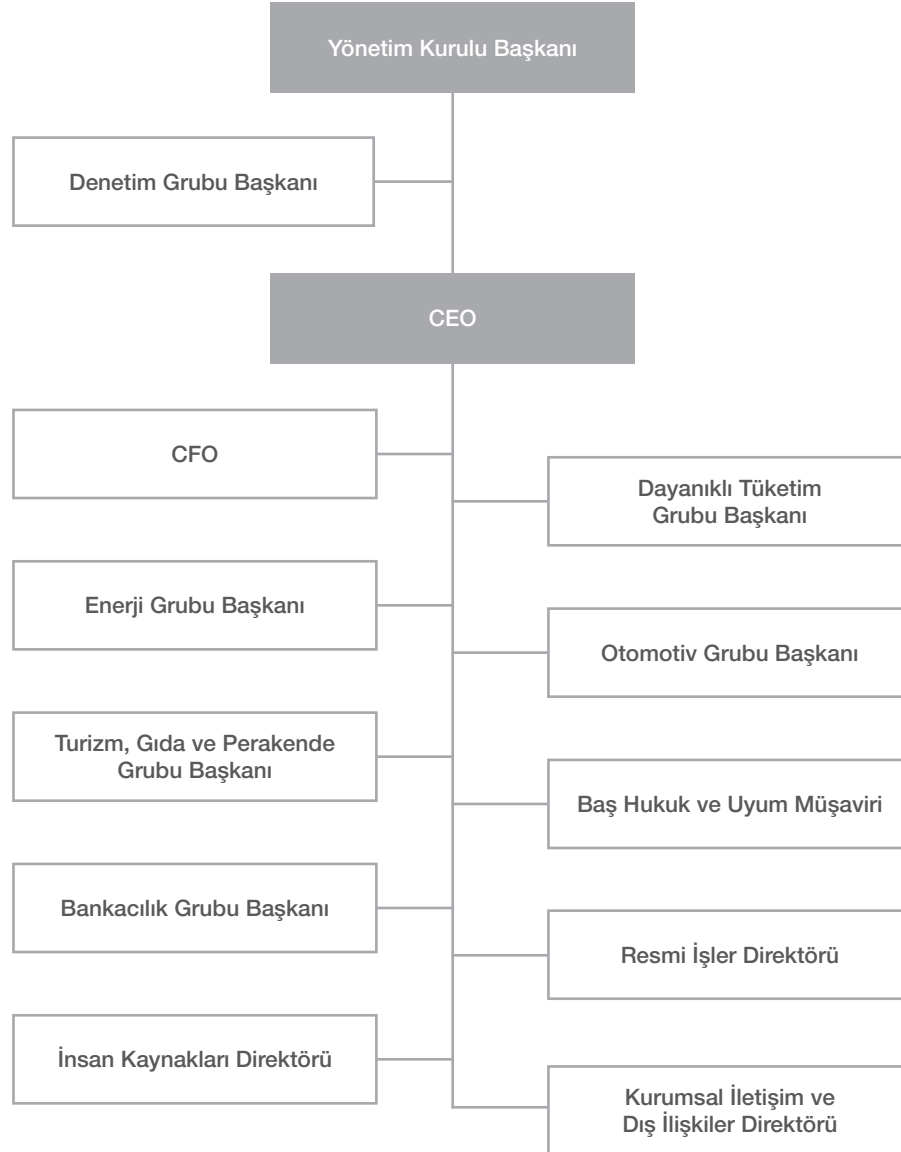 Yönetim Kurulu Başkanı
Denetim Grubu Başkanı
CEO
CFO
Dayanıklı Tüketim
Grubu Başkanı
Enerji Grubu Başkanı
Otomotiv Grubu Başkanı
Turizm, Gıda ve Perakende
Grubu Başkanı
Baş Hukuk ve Uyum Müşaviri
Bankacılık Grubu Başkanı
Resmi İşler Direktörü
İnsan Kaynakları Direktörü
Kurumsal İletişim ve
Dış İlişkiler Direktörü